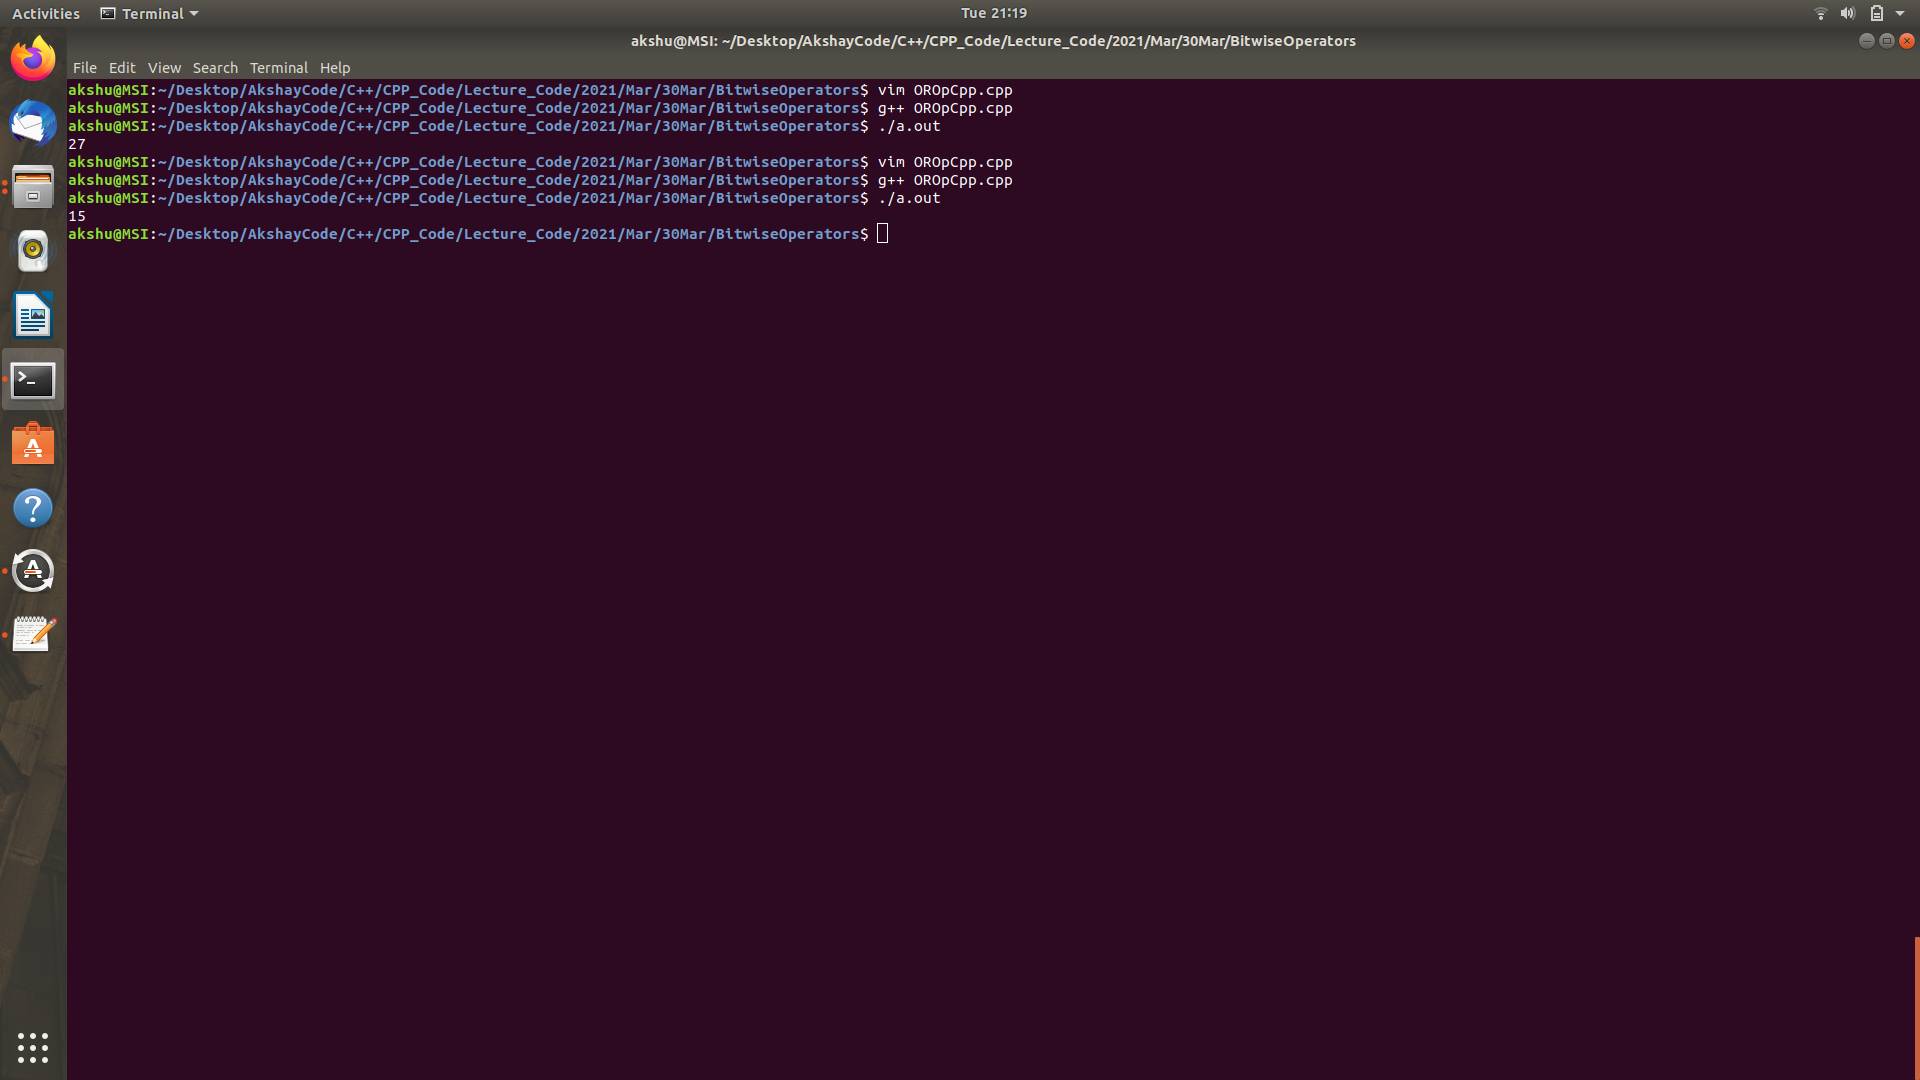 Activities Terminal Tue 21:19
akshu@MSI: ~/Desktop/AkshayCode/C++/CPP_Code/Lecture_Code/2021/Mar/30Mar/BitwiseOperators
File Edit View Search Terminal Help
akshu@MSI:~/Desktop/AkshayCode/C++/CPP_Code/Lecture_Code/2021/Mar/30Mar/BitwiseOperators$ vim OROpCpp.cpp
akshu@MSI:~/Desktop/AkshayCode/C++/CPP_Code/Lecture_Code/2021/Mar/30Mar/BitwiseOperators$ g++ OROpCpp.cpp
akshu@MSI:~/Desktop/AkshayCode/C++/CPP_Code/Lecture_Code/2021/Mar/30Mar/BitwiseOperators$ ./a.out
27
akshu@MSI:~/Desktop/AkshayCode/C++/CPP_Code/Lecture_Code/2021/Mar/30Mar/BitwiseOperators$ vim OROpCpp.cpp
akshu@MSI:~/Desktop/AkshayCode/C++/CPP_Code/Lecture_Code/2021/Mar/30Mar/BitwiseOperators$ g++ OROpCpp.cpp
akshu@MSI:~/Desktop/AkshayCode/C++/CPP_Code/Lecture_Code/2021/Mar/30Mar/BitwiseOperators$ ./a.out
15
akshu@MSI:~/Desktop/AkshayCode/C++/CPP_Code/Lecture_Code/2021/Mar/30Mar/BitwiseOperators$